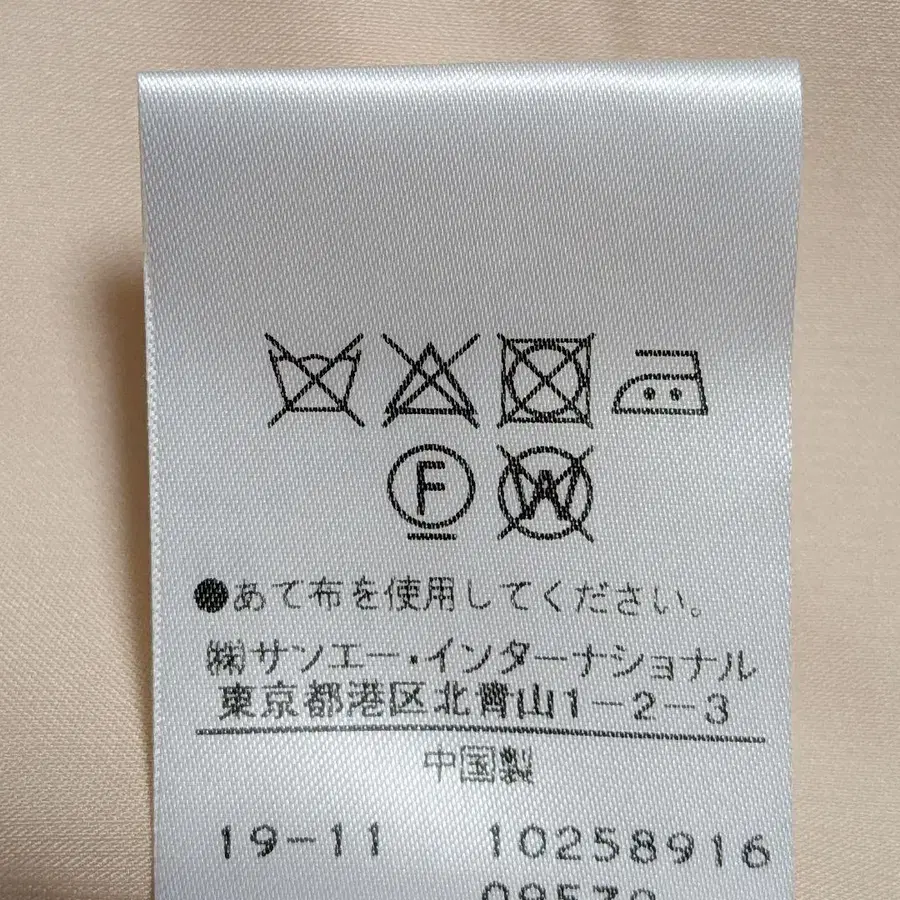 F W
●あて布を使用してください。
㈱サンエー・インターナショナル
東京都港区北青山1-2-3
中国製
19-11 10258916